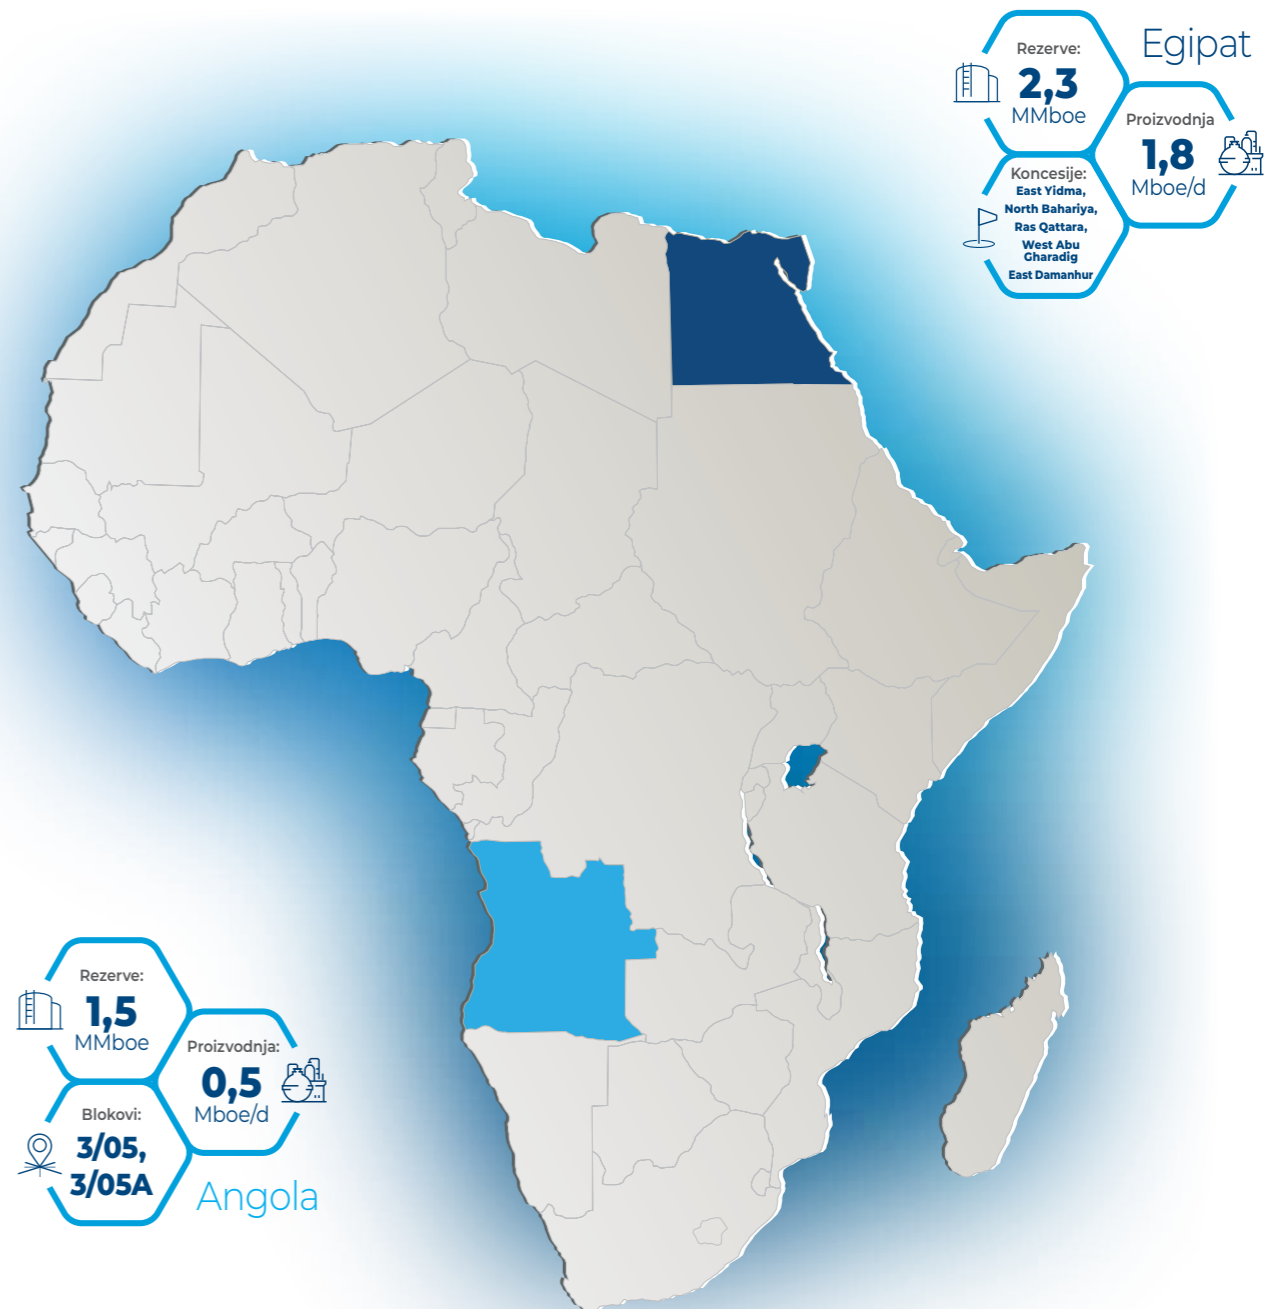 Egipat
Rezerve:
2,3
MMboe
Proizvodnja
1,8
Mboe/d
Koncesije:
East Yidma,
North Bahariya,
Ras Qattara,
West Abu
Gharadig
East Damanhur
Rezerve:
1,5
MMboe
Proizvodnja:
0,5
Mboe/d
Blokovi:
3/05,
3/05A
Angola